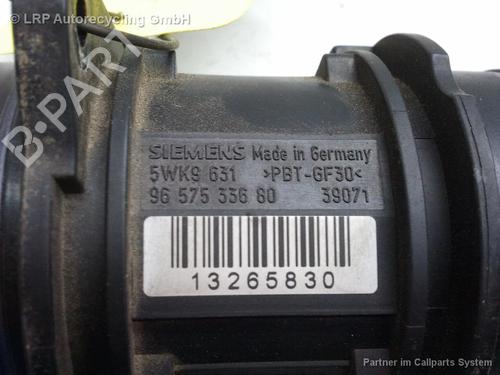 © LRP Autorecycling GmbH
B-PARTS
SIEMENS Made in Germany
5WK9 631 >PBT-GF30<
96 575 336 80 39071
13265830
Partner im Callparts System